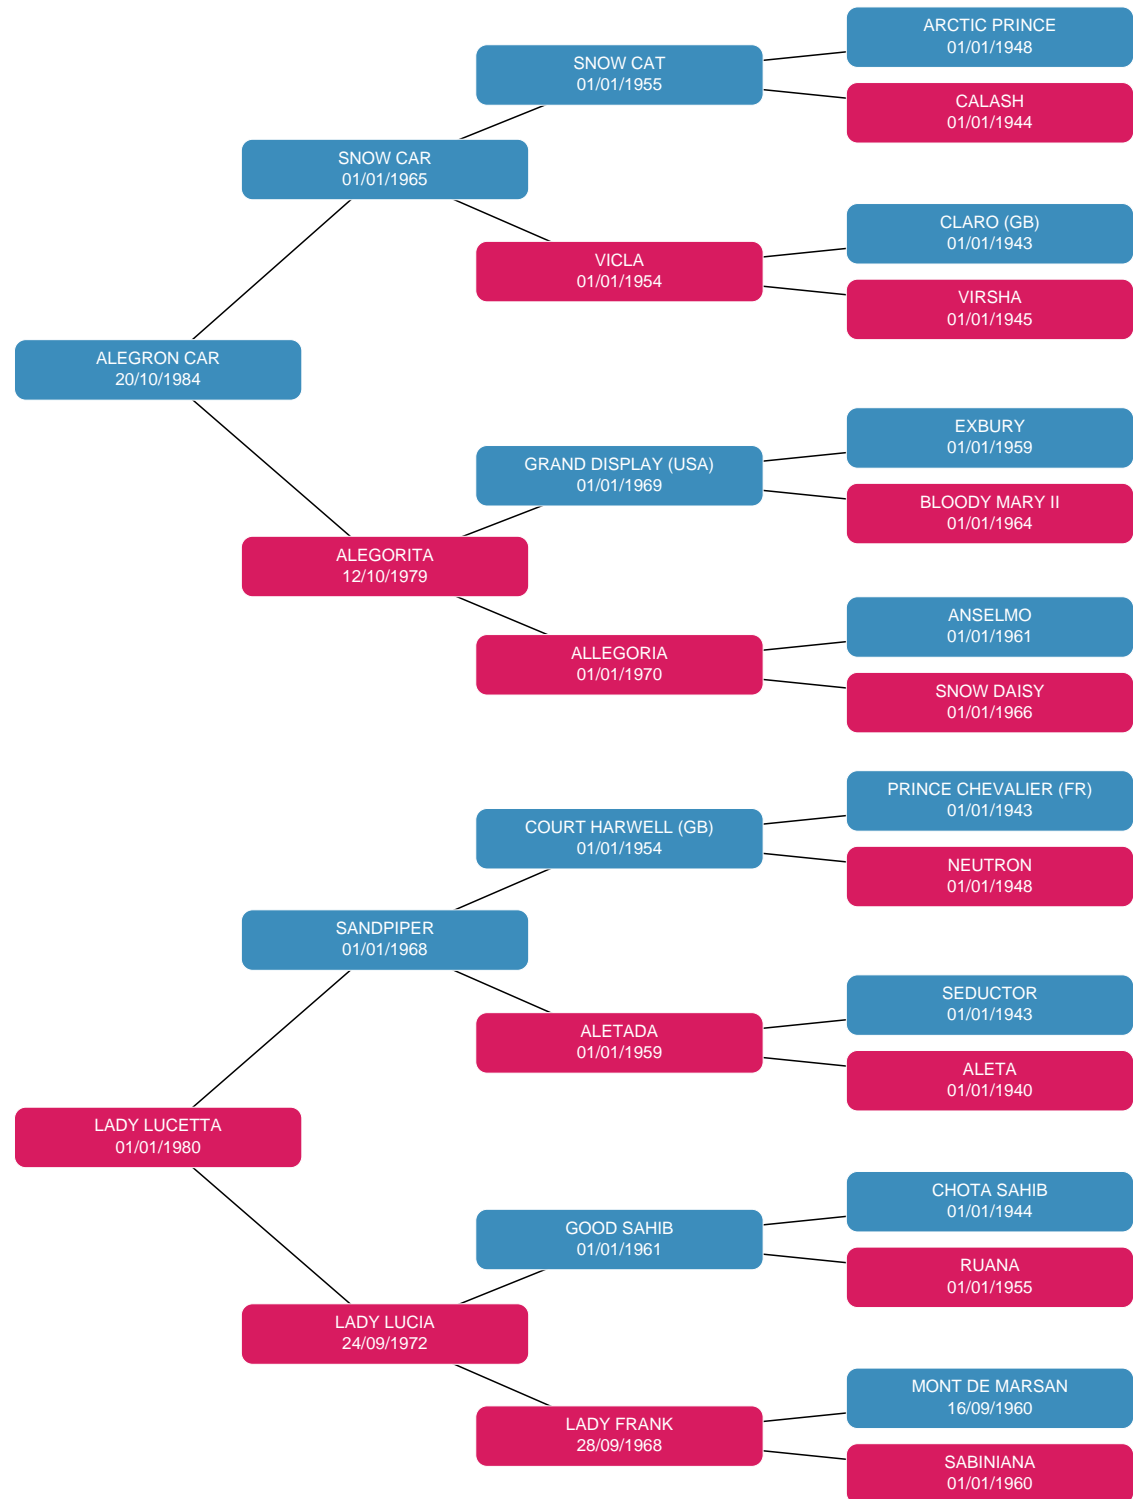 ARCTIC PRINCE
01/01/1948
SNOW CAT
01/01/1955
CALASH
01/01/1944
SNOW CAR
01/01/1965
CLARO (GB)
01/01/1943
VICLA
01/01/1954
VIRSHA
01/01/1945
ALEGRON CAR
20/10/1984
EXBURY
01/01/1959
GRAND DISPLAY (USA)
01/01/1969
BLOODY MARY II
01/01/1964
ALEGORITA
12/10/1979
ANSELMO
01/01/1961
ALLEGORIA
01/01/1970
SNOW DAISY
01/01/1966
PRINCE CHEVALIER (FR)
01/01/1943
COURT HARWELL (GB)
01/01/1954
NEUTRON
01/01/1948
SANDPIPER
01/01/1968
SEDUCTOR
01/01/1943
ALETADA
01/01/1959
ALETA
01/01/1940
LADY LUCETTA
01/01/1980
CHOTA SAHIB
01/01/1944
GOOD SAHIB
01/01/1961
RUANA
01/01/1955
LADY LUCIA
24/09/1972
MONT DE MARSAN
16/09/1960
LADY FRANK
28/09/1968
SABINIANA
01/01/1960